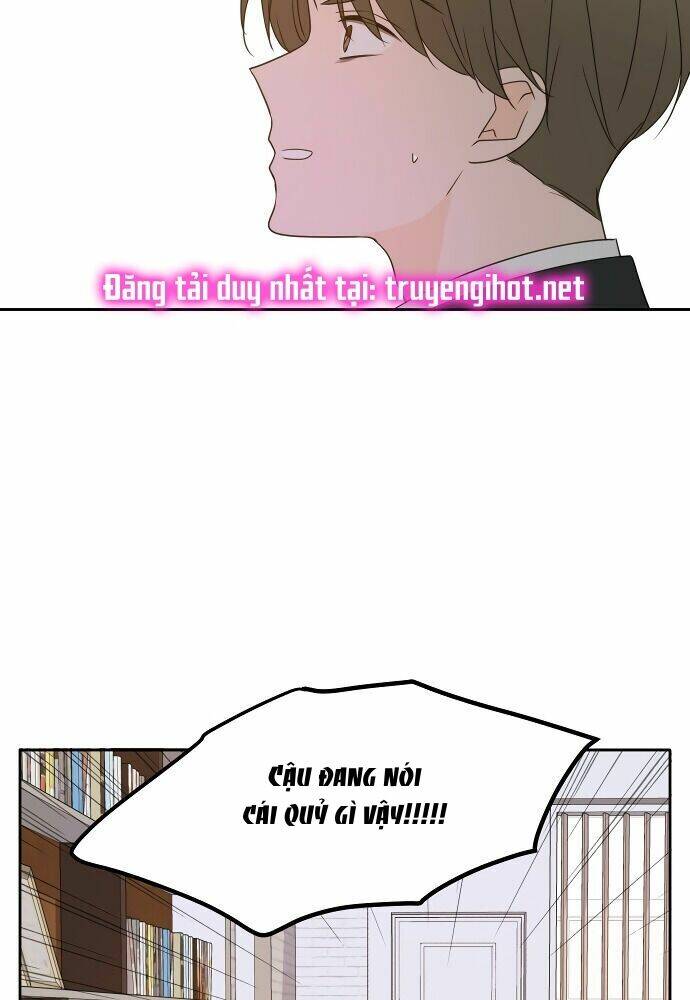 Đăng tải duy nhất tại: truyengihot.net
CẬU ĐANG NÓI
CÁI QUỶ GÌ VẬY!!!!!